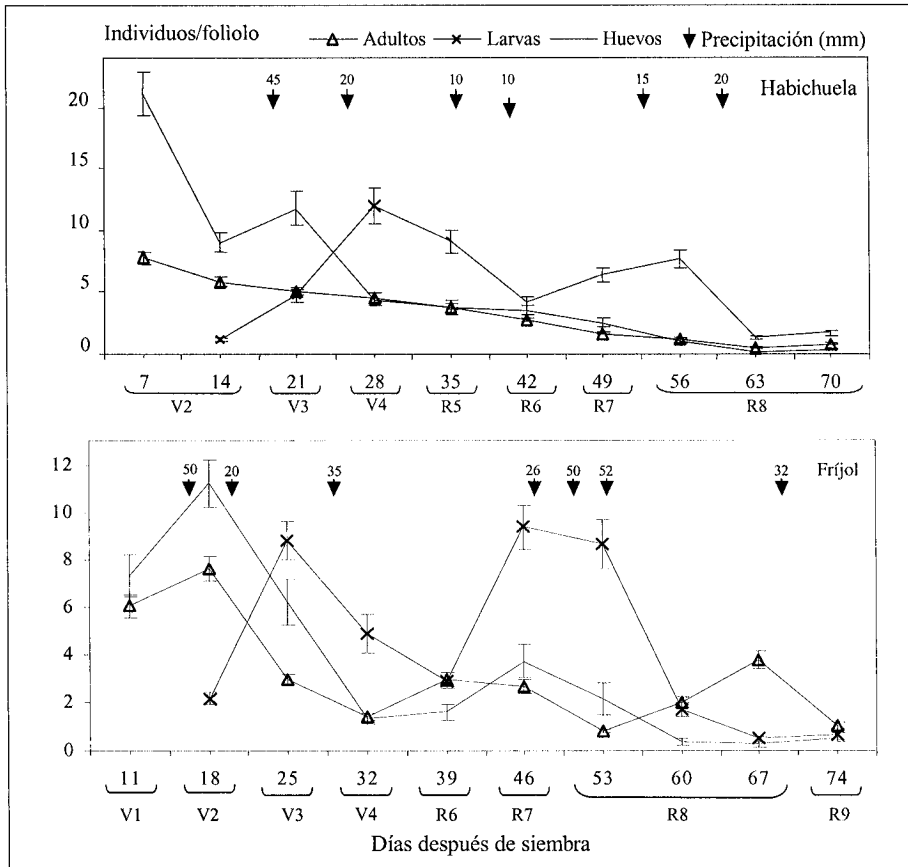 Individuos/folìolo Adultos Larvas Huevos Precipitación (mm)
45 20 10 10 15 20
Habichuela
20
15
10
5
0
7 14 21 28 35 42 49 56 63 70
V2 V3 V4 R5 R6 R7 R8
12 Fríjol
50 20 35 26 50 52 32
10
8
6
4
2
0
11 18 25 32 39 46 53 60 67 74
V1 V2 V3 V4 R6 R7 R8 R9
Días después de siembra